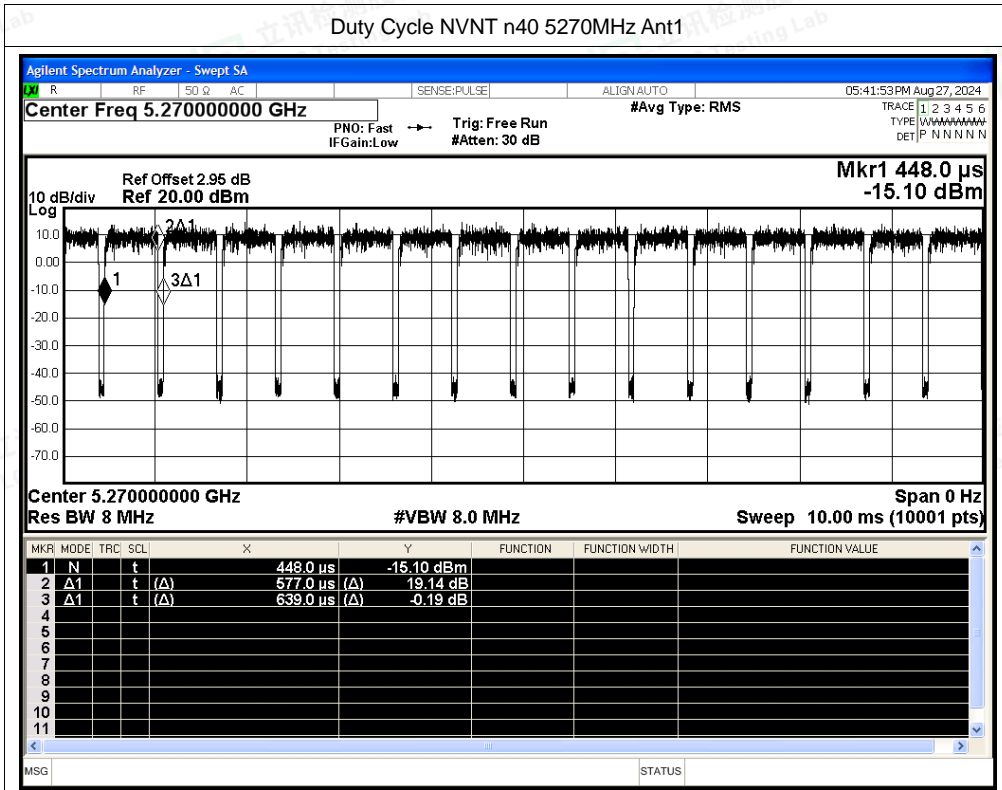 Duty Cycle NVNT n40 5270MHz Ant1
Agilent Spectrum Analyzer - Swept SA
LXI R RF 50 Ω AC SENSE:PULSE ALIGN AUTO 05:41:53 PM Aug 27, 2024
Center Freq 5.270000000 GHz #Avg Type: RMS TRACE 1 2 3 4 5 6
PNO: Fast Trig: Free Run TYPE WWWWWW
IFGain:Low #Atten: 30 dB DET P N N N N N
Mkr1 448.0 µs
Ref Offset 2.95 dB
10 dB/div Ref 20.00 dBm -15.10 dBm
Log
10.0
0.00
-10.0
-20.0
-30.0
-40.0
-50.0
-60.0
-70.0
2Δ1
1 3Δ1
Center 5.270000000 GHz Span 0 Hz
Res BW 8 MHz #VBW 8.0 MHz Sweep 10.00 ms (10001 pts)
MKR MODE TRC SCL X Y FUNCTION FUNCTION WIDTH FUNCTION VALUE
1 N t 448.0 µs -15.10 dBm
2 Δ1 t (Δ) 577.0 µs (Δ) 19.14 dB
3 Δ1 t (Δ) 639.0 µs (Δ) -0.19 dB
4
5
6
7
8
9
10
11
MSG STATUS